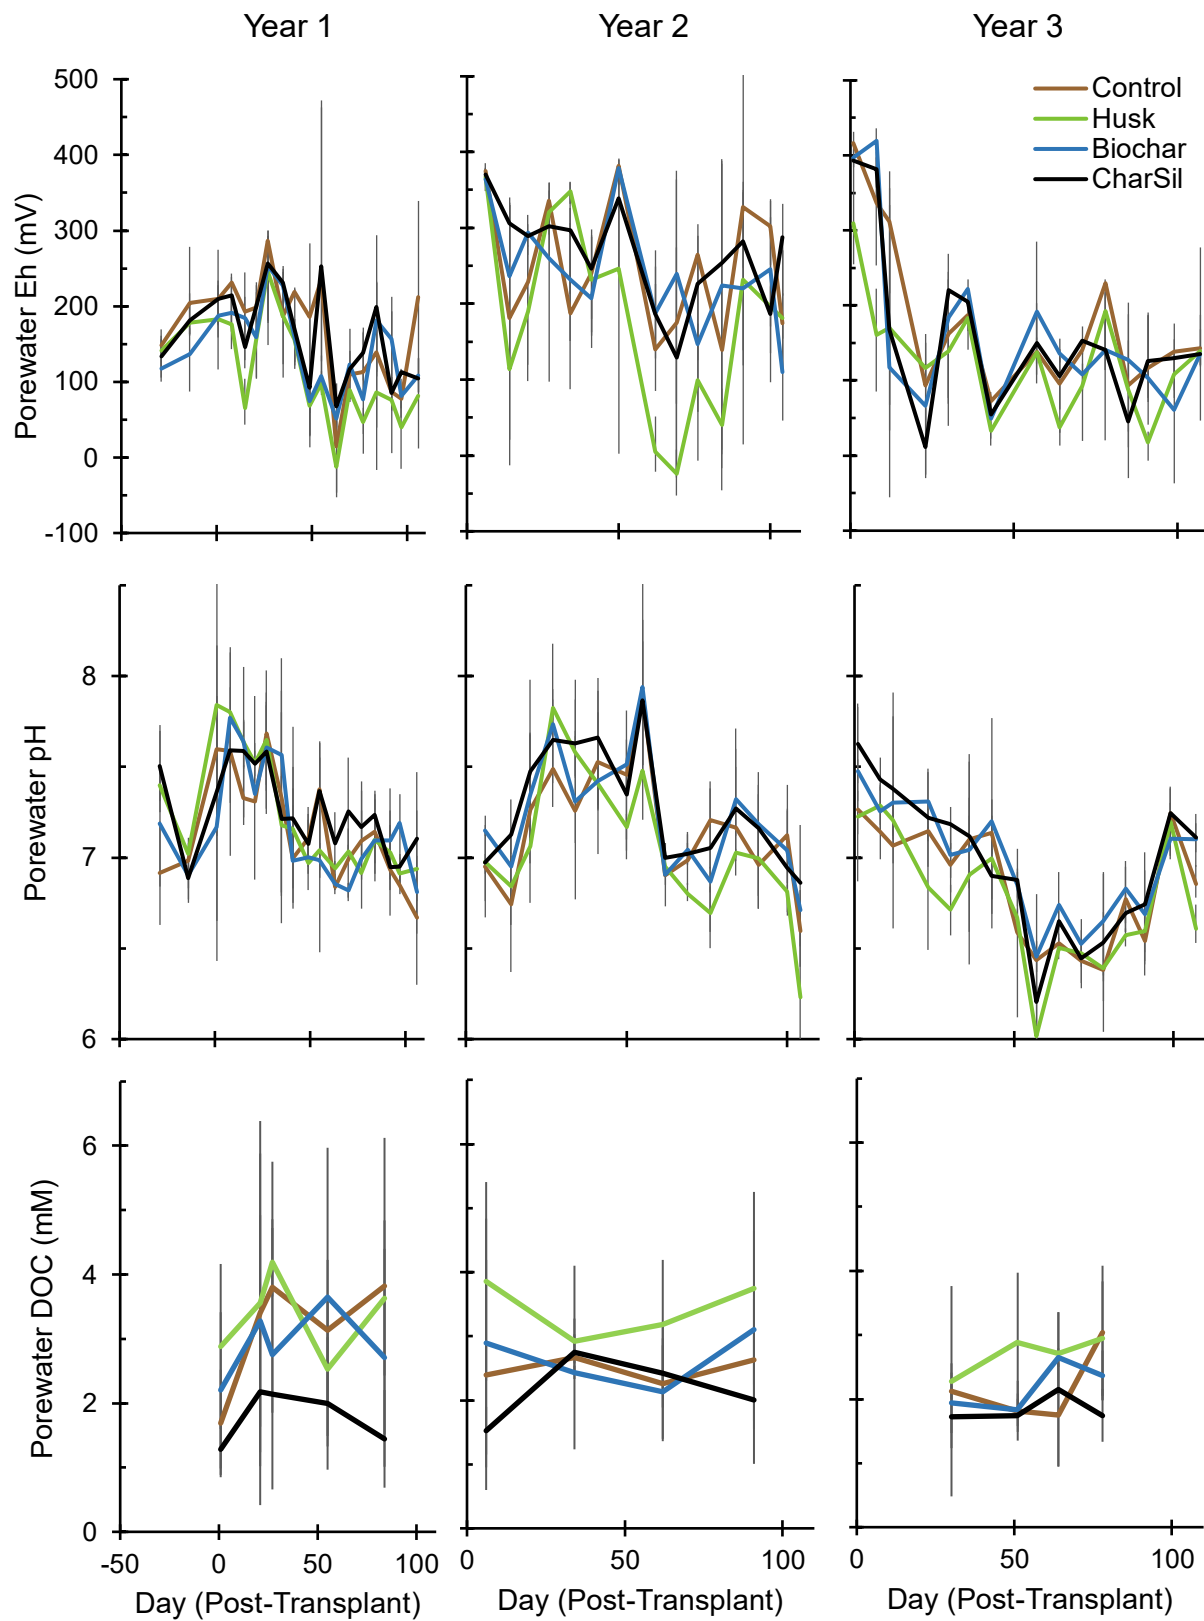 Year 1
Year 2
Year 3
Control
Husk
Biochar
CharSil
Porewater Eh (mV)
500
400
300
200
100
0
-100
Porewater pH
8
7
6
Porewater DOC (mM)
6
4
2
0
-50 0 50 100
0 50 100
0 50 100
Day (Post-Transplant)
Day (Post-Transplant)
Day (Post-Transplant)